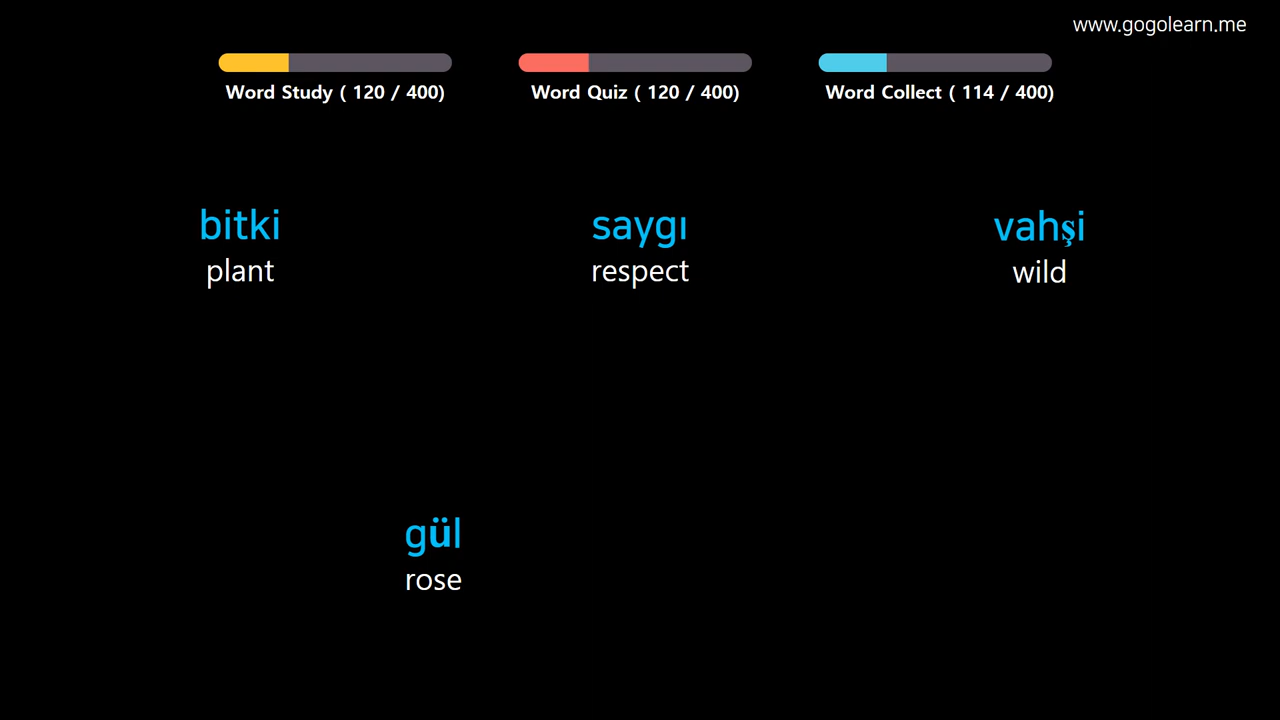 www.gogolearn.me
Word Study ( 120 / 400)
Word Quiz ( 120 / 400)
Word Collect ( 114 / 400)
bitki
plant
saygı
respect
vahşi
wild
gül
rose